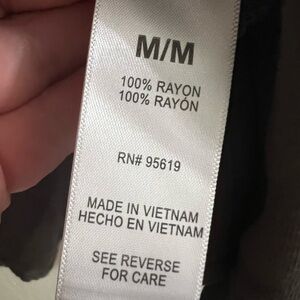 M/M
100% RAYON
100% RAYÓN
RN# 95619
MADE IN VIETNAM
HECHO EN VIETNAM
SEE REVERSE
FOR CARE